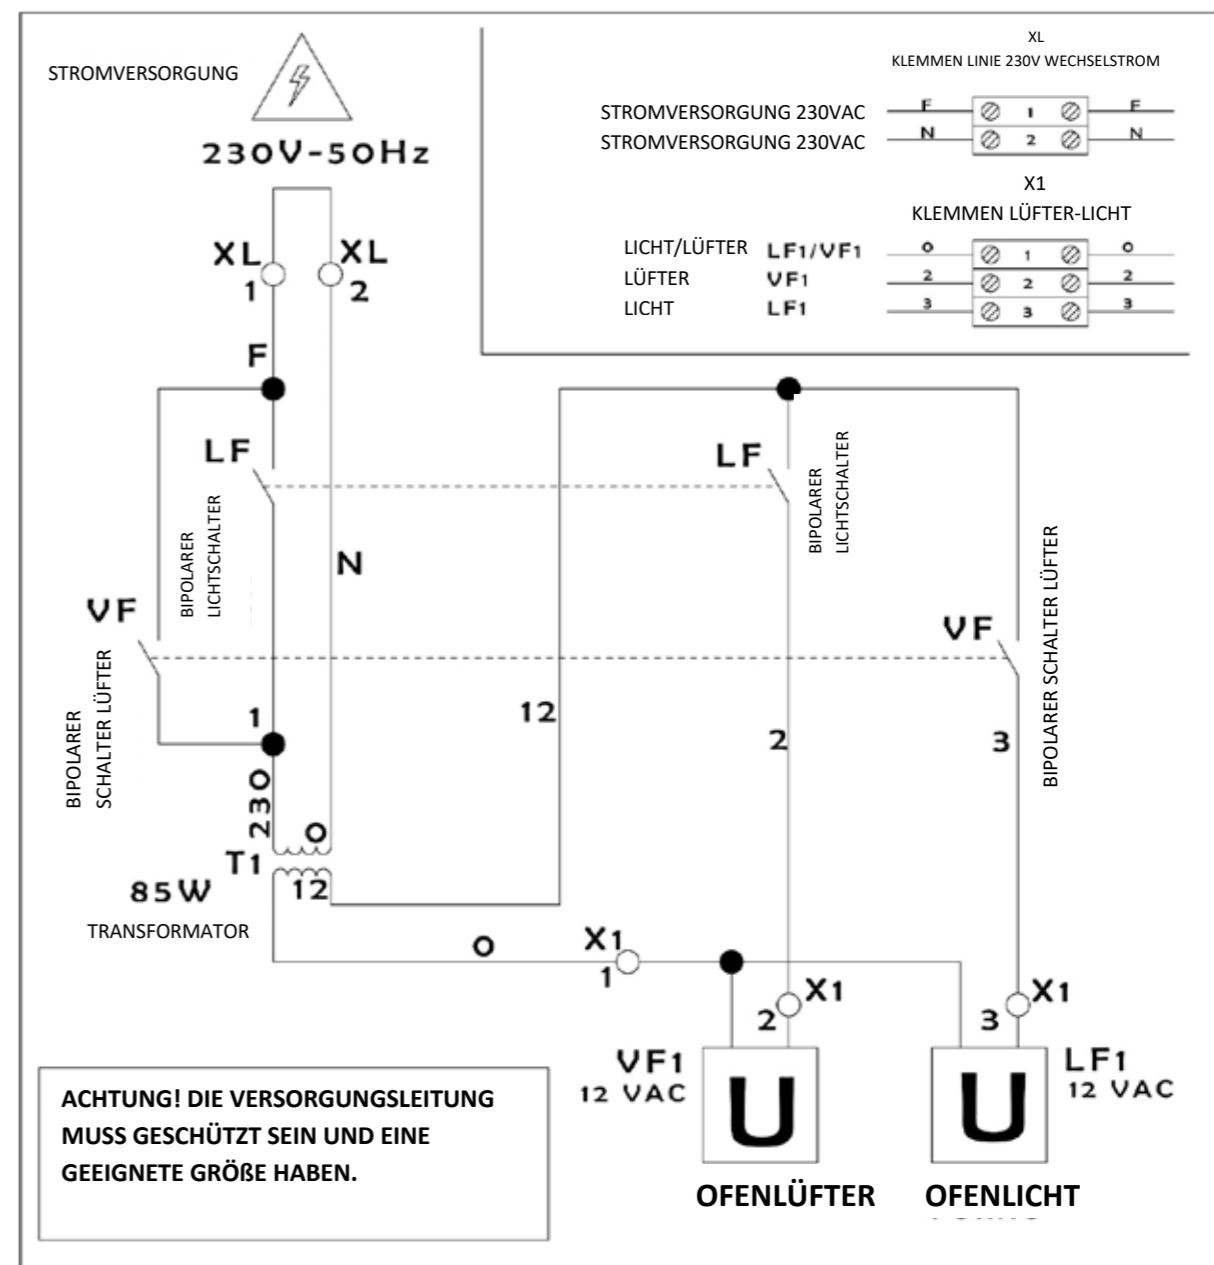 STROMVERSORGUNG
230V-50Hz
XL
KLEMMEN LINIE 230V WECHSELSTROM
STROMVERSORGUNG 230VAC F 1 F
STROMVERSORGUNG 230VAC N 2 N
X1
KLEMMEN LÜFTER-LICHT
LICHT/LÜFTER LF1/VF1 0 1 0
LÜFTER VF1 2 2 2
LICHT LF1 3 3 3
XL XL
1 2
F
LF LF
BIPOLARER
LICHTSCHALTER
BIPOLARER
LICHTSCHALTER
N
VF VF
BIPOLARER
SCHALTER LÜFTER
BIPOLARER SCHALTER LÜFTER
1 12 2 3
230 0
T1
85W 12
TRANSFORMATOR
0 X1
1
2 X1
3 X1
VF1
12 VAC
U
LF1
12 VAC
U
OFENLÜFTER OFENLICHT
ACHTUNG! DIE VERSORGUNGSLEITUNG
MUSS GESCHÜTZT SEIN UND EINE
GEEIGNETE GRÖßE HABEN.